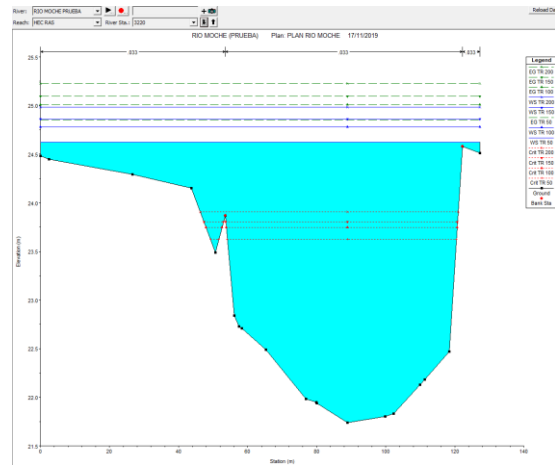 River: RIO MOCHE PRUEBA
Reload Da
Reach: HEC RAS River Sta.: 3220
RIO MOCHE (PRUEBA) Plan: PLAN RIO MOCHE 17/11/2019
.033 .033 .033
Legend
EG TR 200
EG TR 150
EG TR 100
WS TR 200
WS TR 150
EG TR 50
WS TR 100
WS TR 50
Crit TR 200
Crit TR 150
Crit TR 100
Crit TR 50
Ground
Bank Sta
Elevation (m)
25.5
25.0
24.5
24.0
23.5
23.0
22.5
22.0
21.5
0 20 40 60 80 100 120 140
Station (m)